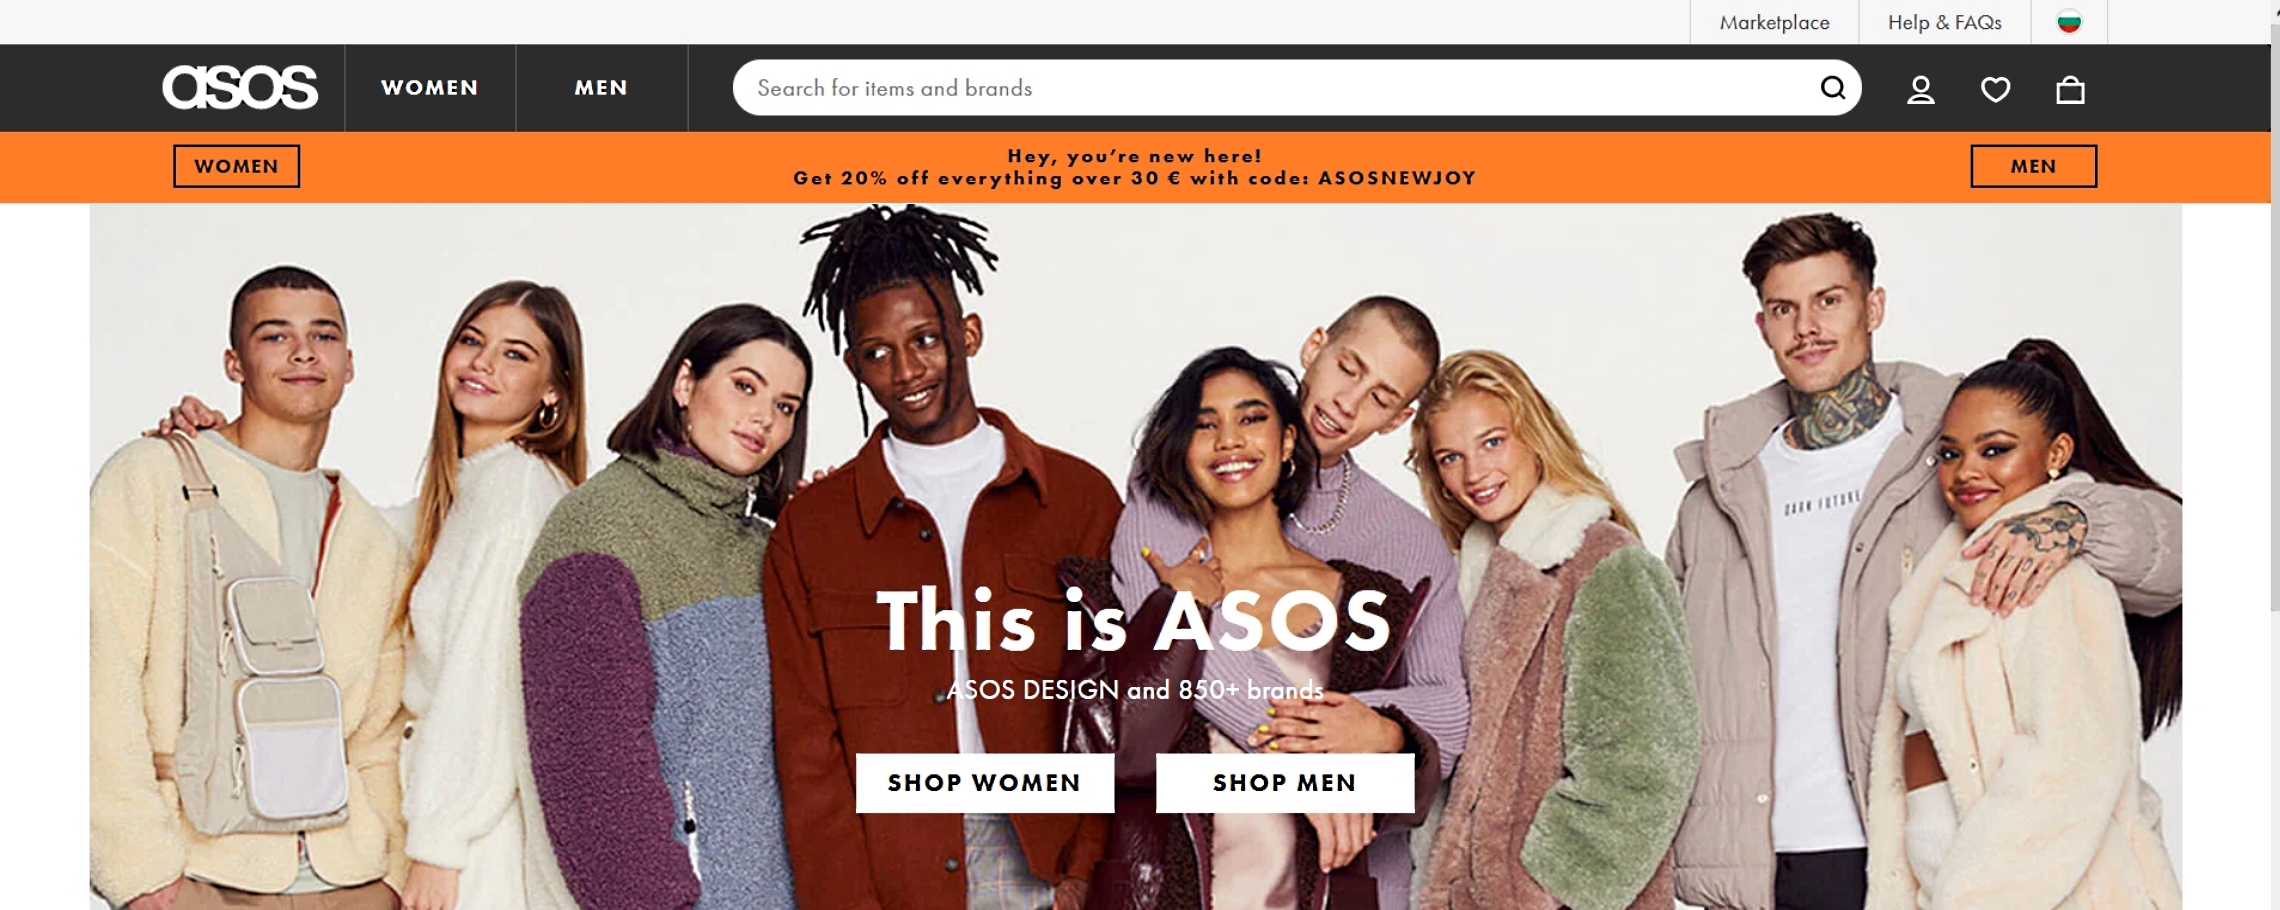 Marketplace
Help & FAQs
asos
WOMEN
MEN
Search for items and brands
WOMEN
Hey, you're new here!
Get 20% off everything over 30 € with code: ASOSNEWJOY
MEN
DARK FUTURE
This is ASOS
ASOS DESIGN and 850+ brands
SHOP WOMEN
SHOP MEN